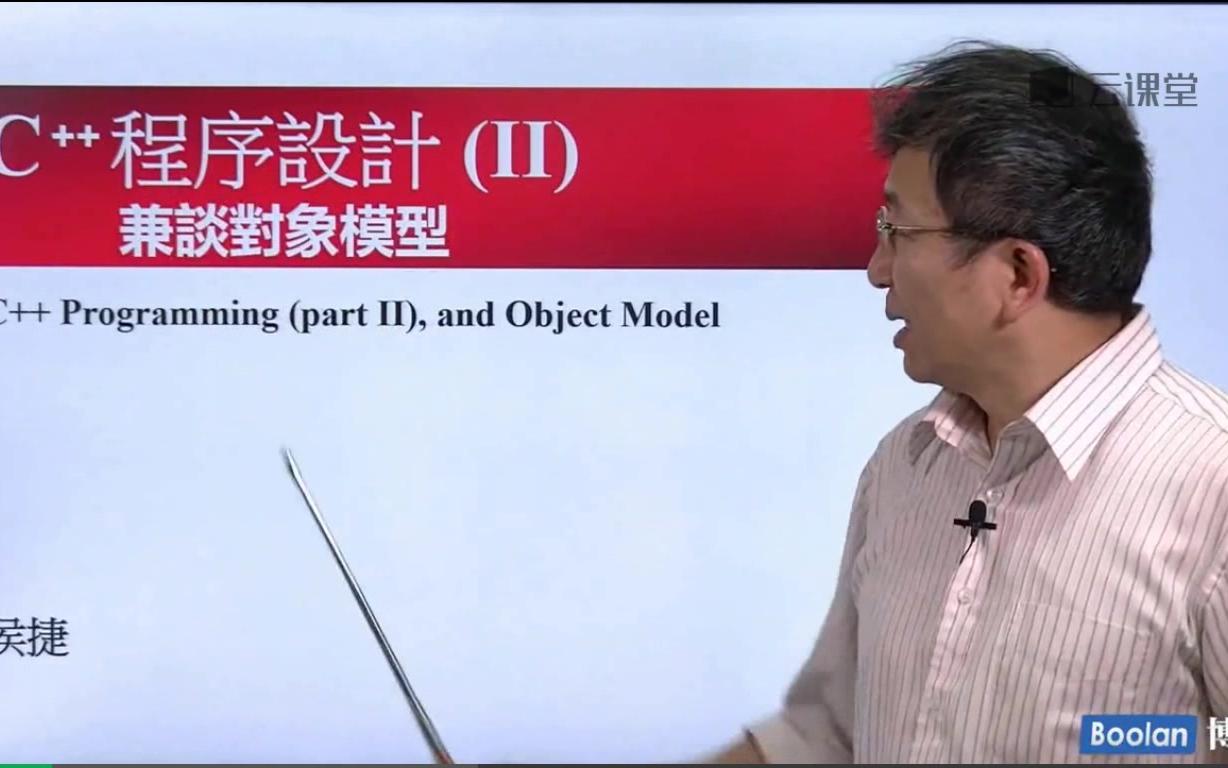 云课堂
C++程序設計 (II)
兼談對象模型
C++ Programming (part II), and Object Model
侯捷
Boolan 博